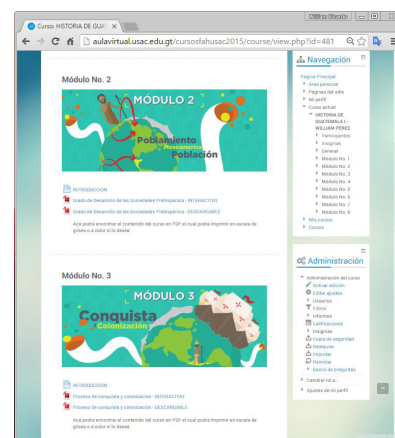 William Ricardo
Curso: HISTORIA DE GUAT
aulavirtual.usac.edu.gt/cursosfahusac2015/course/view.php?id=481
Módulo No. 2
MÓDULO 2
Poblamiento
Mesoamerica
Población
INTRODUCCIÓN
Grado de Desarrollo de las Sociedades Prehispánica - INTERACTIVO
Grado de Desarrollo de las Sociedades Prehispánica - DESCARGABLE
Acá podrá encontrar el contenido del curso en PDF el cual podrá imprimir en escala de
grises o a color si lo desea.
Módulo No. 3
MÓDULO 3
Conquista
Colonización
INTRODUCCIÓN
Proceso de conquista y colonización - INTERACTIVO
Proceso de conquista y colonización - DESCARGABLE
Acá podrá encontrar el contenido del curso en PDF el cual podrá imprimir en escala de
grises o a color si lo desea.
Navegación
Página Principal
Área personal
Páginas del sitio
Mi perfil
Curso actual
HISTORIA DE
GUATEMALA I -
WILLIAM PÉREZ
Participantes
Insignias
General
Módulo No. 1
Módulo No. 2
Módulo No. 3
Módulo No. 4
Módulo No. 5
Módulo No. 6
Módulo No. 7
Módulo No. 8
Mis cursos
Cursos
Administración
Administración del curso
Activar edición
Editar ajustes
Usuarios
Filtros
Informes
Calificaciones
Insignias
Copia de seguridad
Restaurar
Importar
Reiniciar
Banco de preguntas
Cambiar rol a...
Ajustes de mi perfil